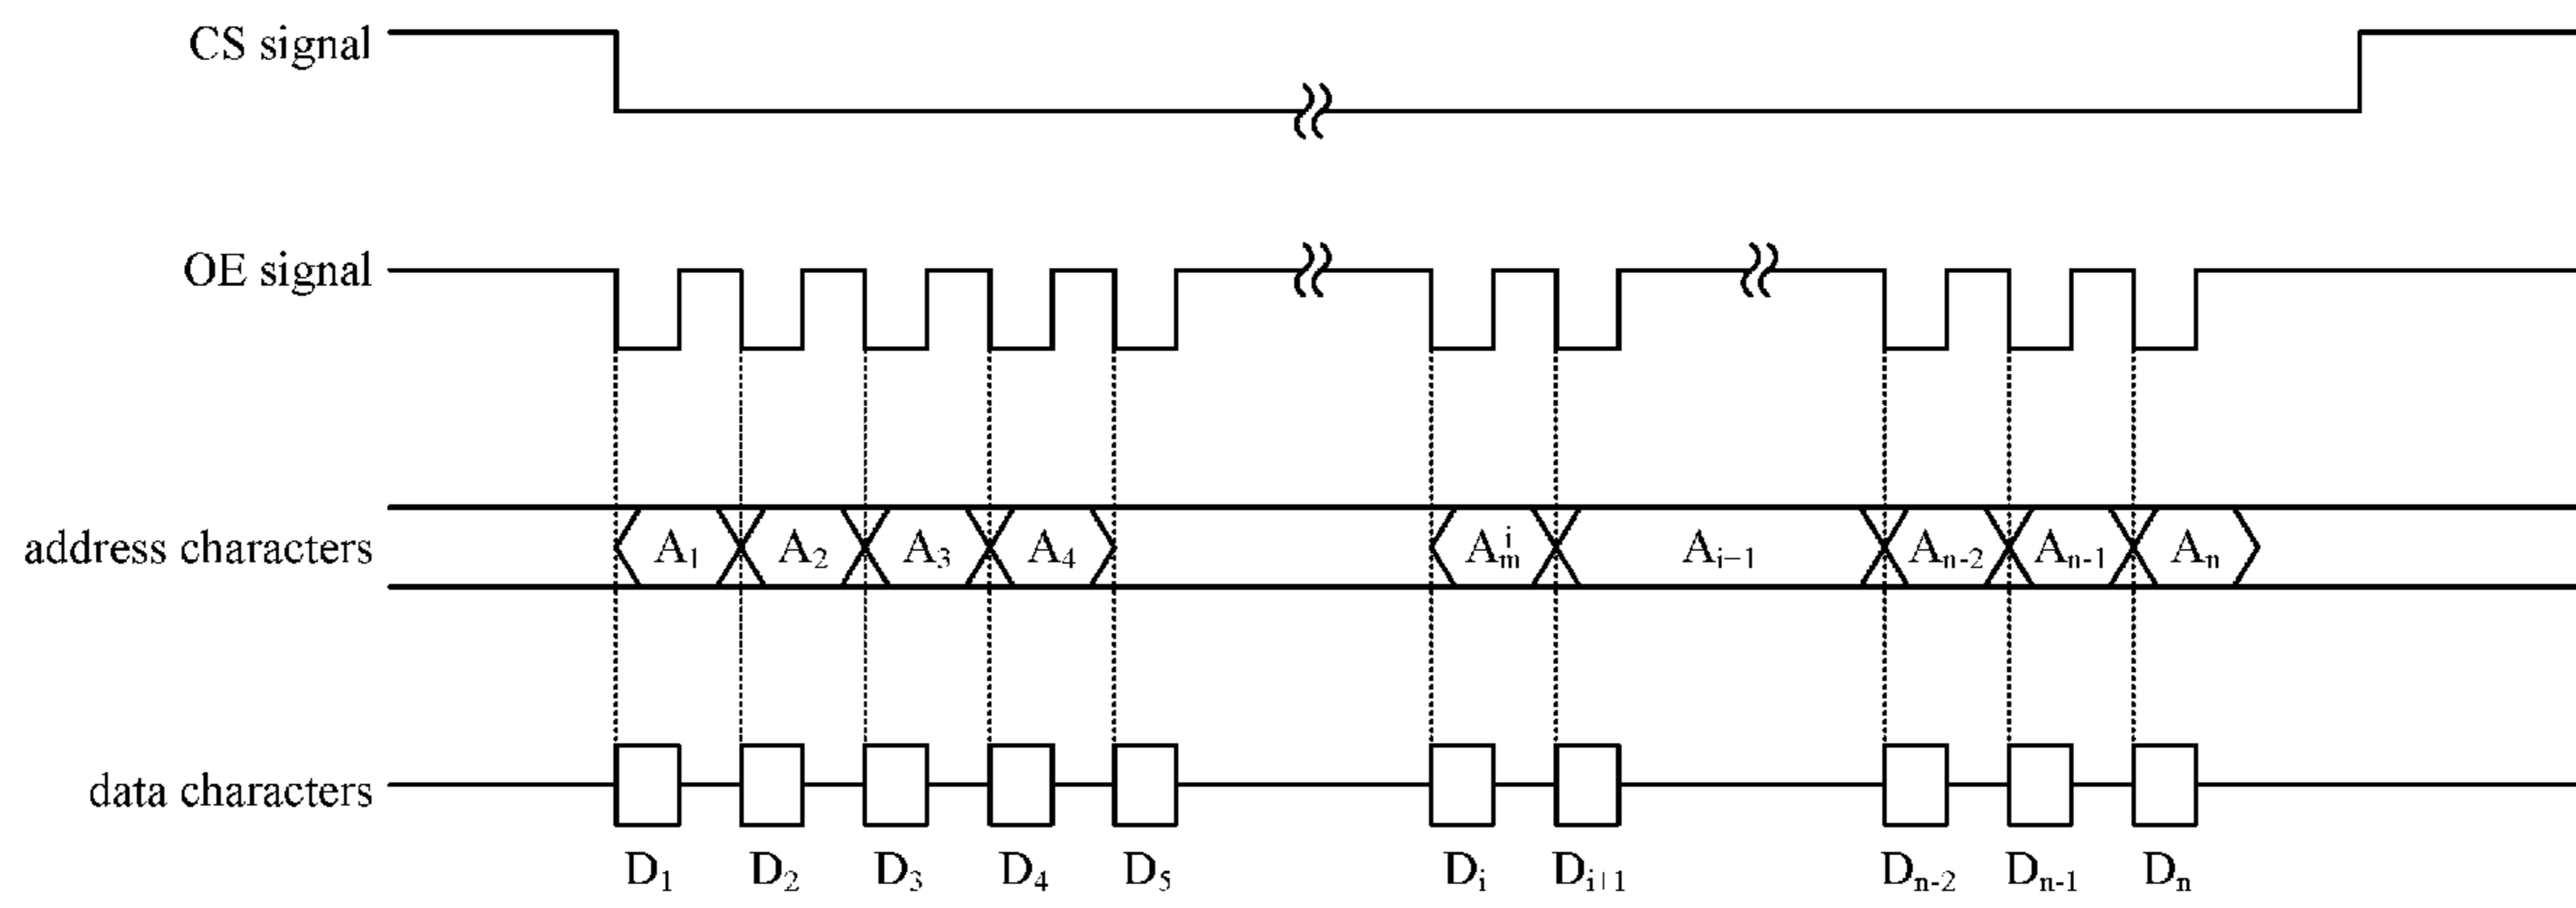 CS signal
OE signal
address characters A₁ A₂ A₃ A₄ Aⁱₘ Aᵢ₋₁ Aₙ₋₂ Aₙ₋₁ Aₙ
data characters
D₁ D₂ D₃ D₄ D₅ Dᵢ Dᵢ₊₁ Dₙ₋₂ Dₙ₋₁ Dₙ